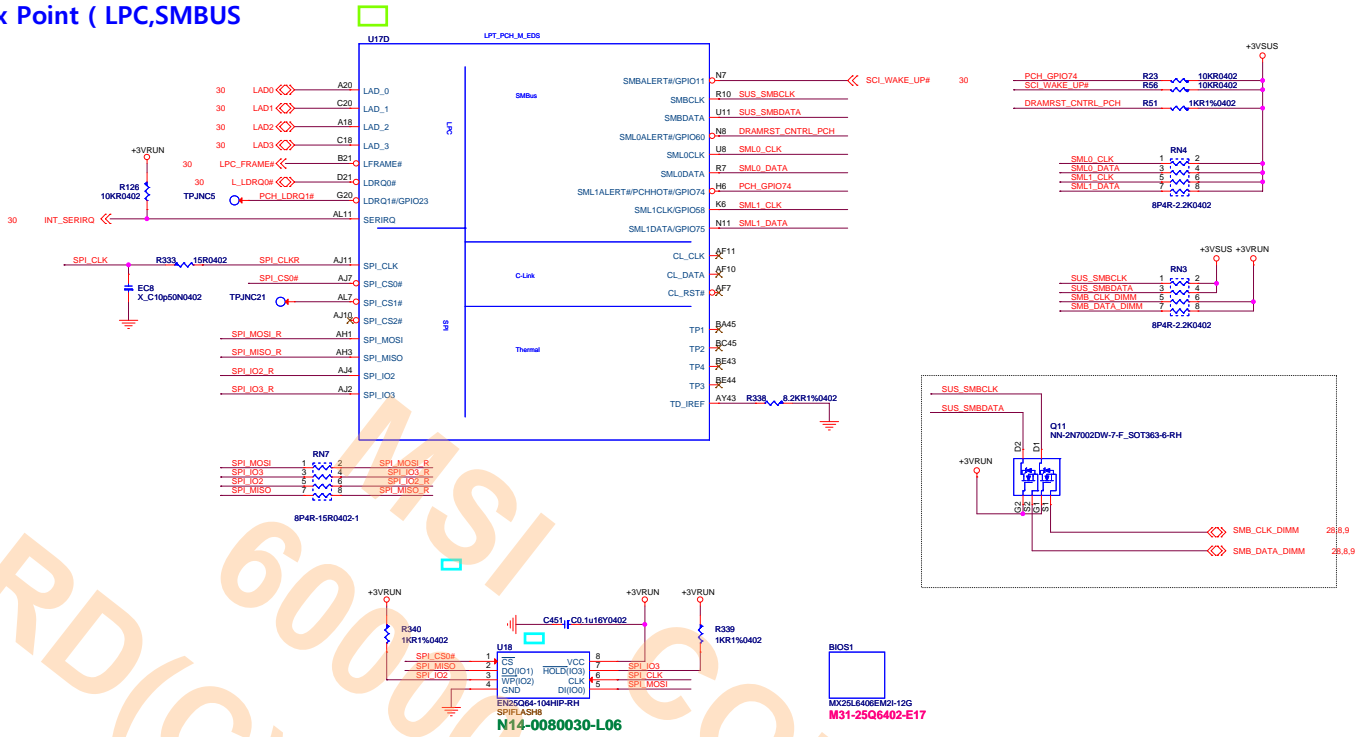 x Point ( LPC,SMBUS
U17D
LPT_PCH_M_EDS
30 LAD0 A20 LAD_0
30 LAD1 C20 LAD_1
30 LAD2 A18 LAD_2
30 LAD3 C18 LAD_3
30 LPC_FRAME# B21 LFRAME#
30 L_LDRQ0# D21 LDRQ0#
TPJNC5 PCH_LDRQ1# G20 LDRQ1#/GPIO23
30 INT_SERIRQ AL11 SERIRQ
+3VRUN
R126
10KR0402
LPC
SMBus
SMBALERT#/GPIO11 N7 SCI_WAKE_UP# 30
SMBCLK R10 SUS_SMBCLK
SMBDATA U11 SUS_SMBDATA
SML0ALERT#/GPIO60 N8 DRAMRST_CNTRL_PCH
SML0CLK U8 SML0_CLK
SML0DATA R7 SML0_DATA
SML1ALERT#/PCHHOT#/GPIO74 H6 PCH_GPIO74
SML1CLK/GPIO58 K6 SML1_CLK
SML1DATA/GPIO75 N11 SML1_DATA
SPI_CLK R333 15R0402 SPI_CLKR AJ11 SPI_CLK
EC8
X_C10p50N0402
SPI_CS0# AJ7 SPI_CS0#
TPJNC21 AL7 SPI_CS1#
AJ10 SPI_CS2#
SPI_MOSI_R AH1 SPI_MOSI
SPI_MISO_R AH3 SPI_MISO
SPI_IO2_R AJ4 SPI_IO2
SPI_IO3_R AJ2 SPI_IO3
SPI
C-Link
CL_CLK AF11
CL_DATA AF10
CL_RST# AF7
Thermal
TP1 BA45
TP2 BC45
TP4 BE43
TP3 BE44
TD_IREF AY43 R338 8.2KR1%0402
+3VSUS
PCH_GPIO74 R23 10KR0402
SCI_WAKE_UP# R56 10KR0402
DRAMRST_CNTRL_PCH R51 1KR1%0402
RN4
SML0_CLK 1 2
SML0_DATA 3 4
SML1_CLK 5 6
SML1_DATA 7 8
8P4R-2.2K0402
+3VSUS +3VRUN
RN3
SUS_SMBCLK 1 2
SUS_SMBDATA 3 4
SMB_CLK_DIMM 5 6
SMB_DATA_DIMM 7 8
8P4R-2.2K0402
SUS_SMBCLK
SUS_SMBDATA
Q11
NN-2N7002DW-7-F_SOT363-6-RH
+3VRUN
D2 D1
G2 S2 G1 S1
SMB_CLK_DIMM 28,8,9
SMB_DATA_DIMM 28,8,9
RN7
SPI_MOSI 1 2 SPI_MOSI_R
SPI_IO3 3 4 SPI_IO3_R
SPI_IO2 5 6 SPI_IO2_R
SPI_MISO 7 8 SPI_MISO_R
8P4R-15R0402-1
+3VRUN +3VRUN +3VRUN
R340
1KR1%0402
C451 C0.1u16Y0402
R339
1KR1%0402
U18
SPI_CS0# 1 CS VCC 8
SPI_MISO 2 DO(IO1) HOLD(IO3) 7 SPI_IO3
SPI_IO2 3 WP(IO2) CLK 6 SPI_CLK
4 GND DI(IO0) 5 SPI_MOSI
EN25Q64-104HIP-RH
SPIFLASH8
N14-0080030-L06
BIOS1
MX25L6406EM2I-12G
M31-25Q6402-E17
MSI